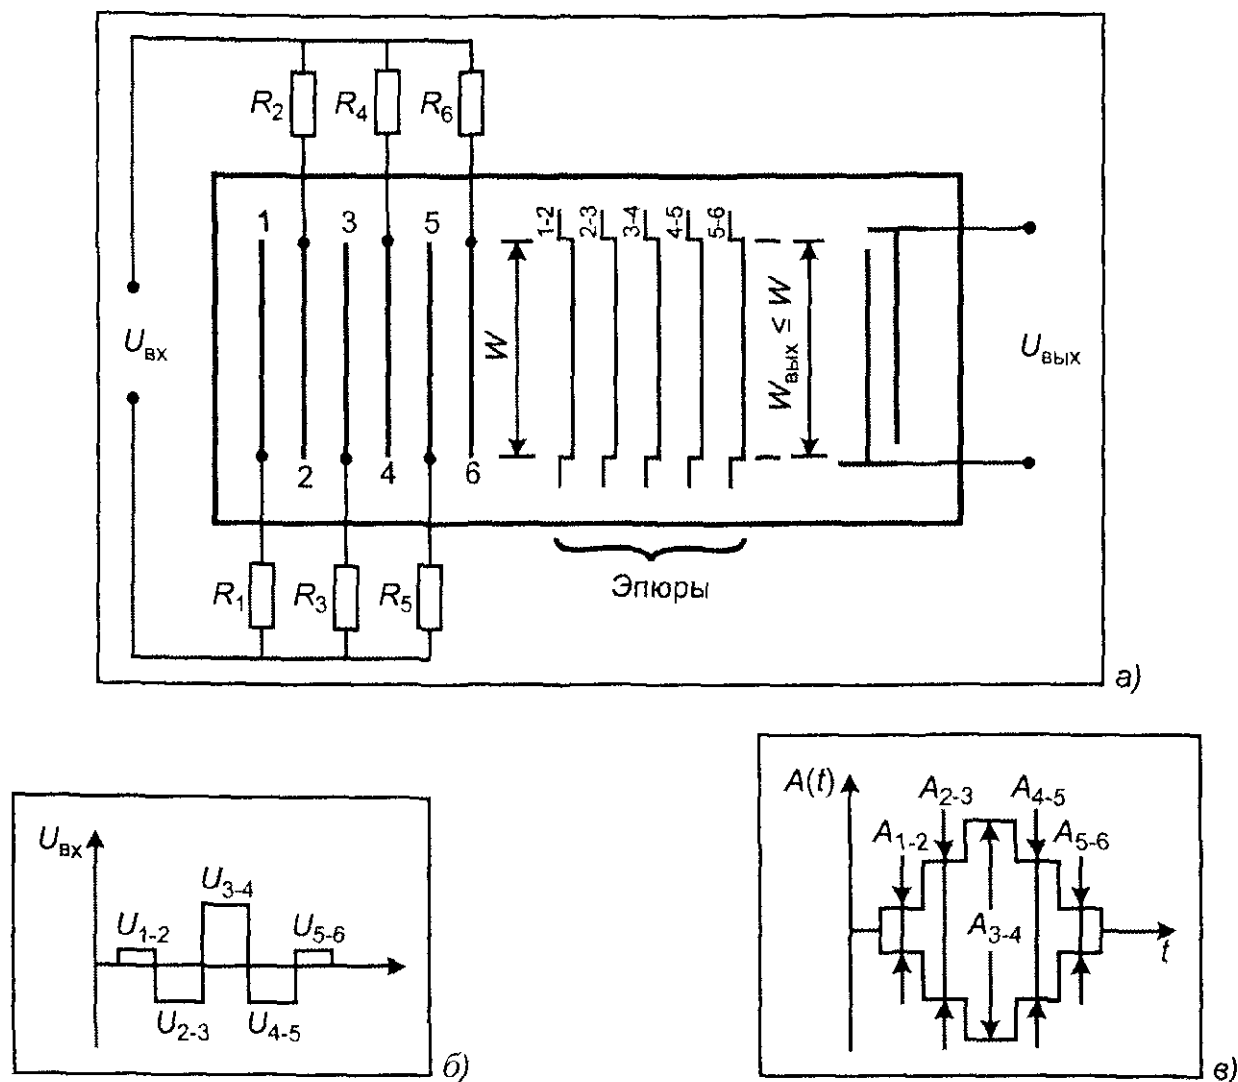 R₂ R₄ R₆
1 3 5
1-2 2-3 3-4 4-5 5-6
Uвх
W
Wвых ≤ W
Uвых
2 4 6
R₁ R₃ R₅
Эпюры
а)
Uвх
U₁₋₂
U₃₋₄
U₅₋₆
U₂₋₃
U₄₋₅
б)
A(t)
A₁₋₂
A₂₋₃
A₄₋₅
A₅₋₆
A₃₋₄
t
в)